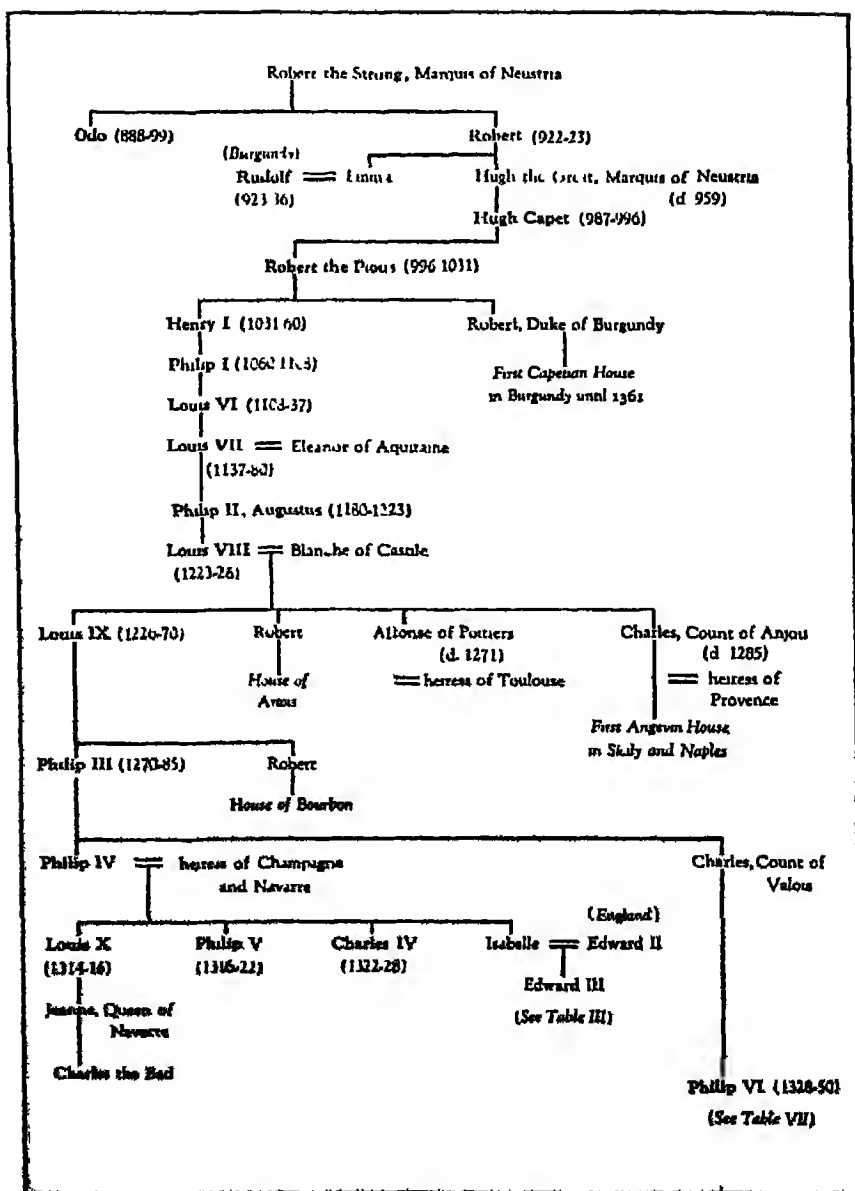 Robert the Strong, Marquis of Neustria
Odo (888-99)
Robert (922-23)
(Burgundy)
Rudolf = Emma
(923-36)
Hugh the Great, Marquis of Neustria
(d 959)
Hugh Capet (987-996)
Robert the Pious (996 1031)
Henry I (1031 60)
Robert, Duke of Burgundy
Philip I (1060 1108)
First Capetian House
in Burgundy until 1361
Louis VI (1108-37)
Louis VII = Eleanor of Aquitaine
(1137-80)
Philip II, Augustus (1180-1223)
Louis VIII = Blanche of Castile
(1223-26)
Louis IX (1226-70)
Robert
Alfonse of Poitiers
(d. 1271)
= heiress of Toulouse
Charles, Count of Anjou
(d 1285)
= heiress of
Provence
House of
Artois
First Angevin House
in Sicily and Naples
Philip III (1270-85)
Robert
House of Bourbon
Philip IV = heiress of Champagne
and Navarre
Charles, Count of
Valois
Louis X
(1314-16)
Philip V
(1316-22)
Charles IV
(1322-28)
(England)
Isabelle = Edward II
Edward III
(See Table III)
Jeanne, Queen of
Navarre
Charles the Bad
Philip VI (1328-50)
(See Table VII)